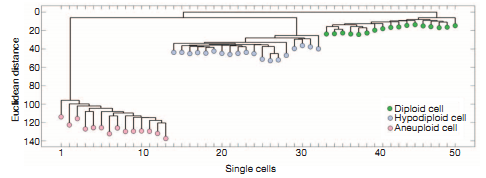 0
20
40
60
80
100
120
140
Euclidean distance
Diploid cell
Hypodiploid cell
Aneuploid cell
1 10 20 30 40 50
Single cells